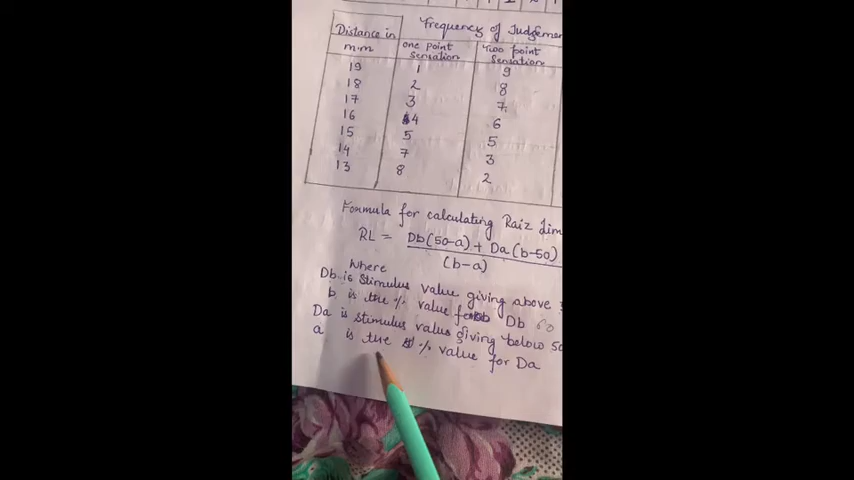 Frequency of Judgemen
Distance in
m.m
one point
Sensation
Two point
Sensation
19 1 9
18 2 8
17 3 7
16 4 6
15 5 5
14 7 3
13 8 2
Formula for calculating Raiz lim
RL = Db(50-a) + Da(b-50)
(b-a)
Where
Db is stimulus value giving above
b is the % value for Db 60
Da is stimulus value giving below 50
a is the % value for Da